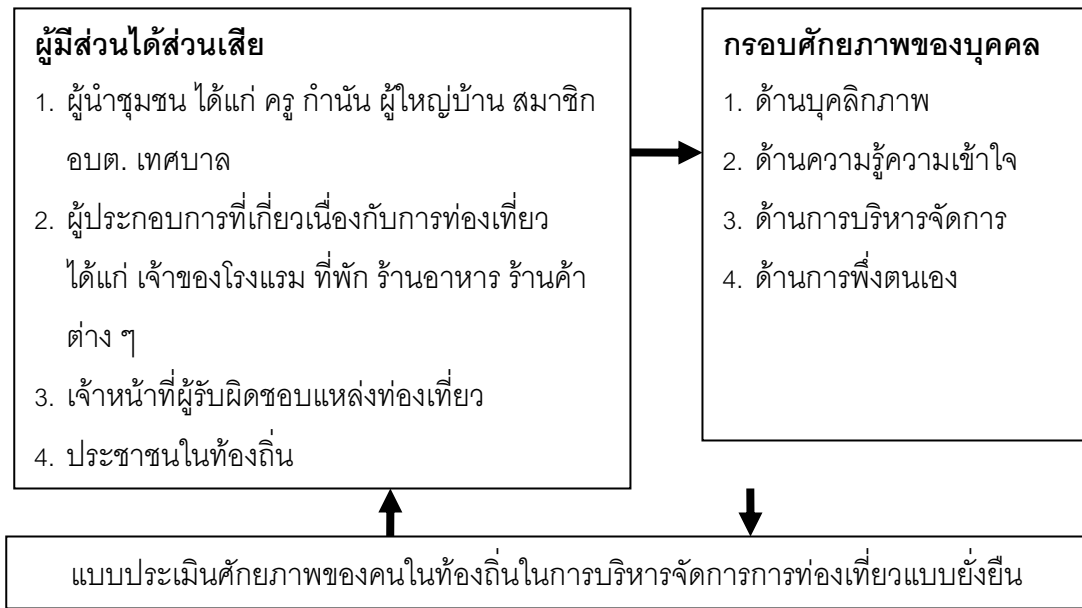 ผู้มีส่วนได้ส่วนเสีย
1. ผู้นำชุมชน ได้แก่ ครู กำนัน ผู้ใหญ่บ้าน สมาชิก
อบต. เทศบาล
2. ผู้ประกอบการที่เกี่ยวเนื่องกับการท่องเที่ยว
ได้แก่ เจ้าของโรงแรม ที่พัก ร้านอาหาร ร้านค้า
ต่าง ๆ
3. เจ้าหน้าที่ผู้รับผิดชอบแหล่งท่องเที่ยว
4. ประชาชนในท้องถิ่น
กรอบศักยภาพของบุคคล
1. ด้านบุคลิกภาพ
2. ด้านความรู้ความเข้าใจ
3. ด้านการบริหารจัดการ
4. ด้านการพึ่งตนเอง
แบบประเมินศักยภาพของคนในท้องถิ่นในการบริหารจัดการการท่องเที่ยวแบบยั่งยืน